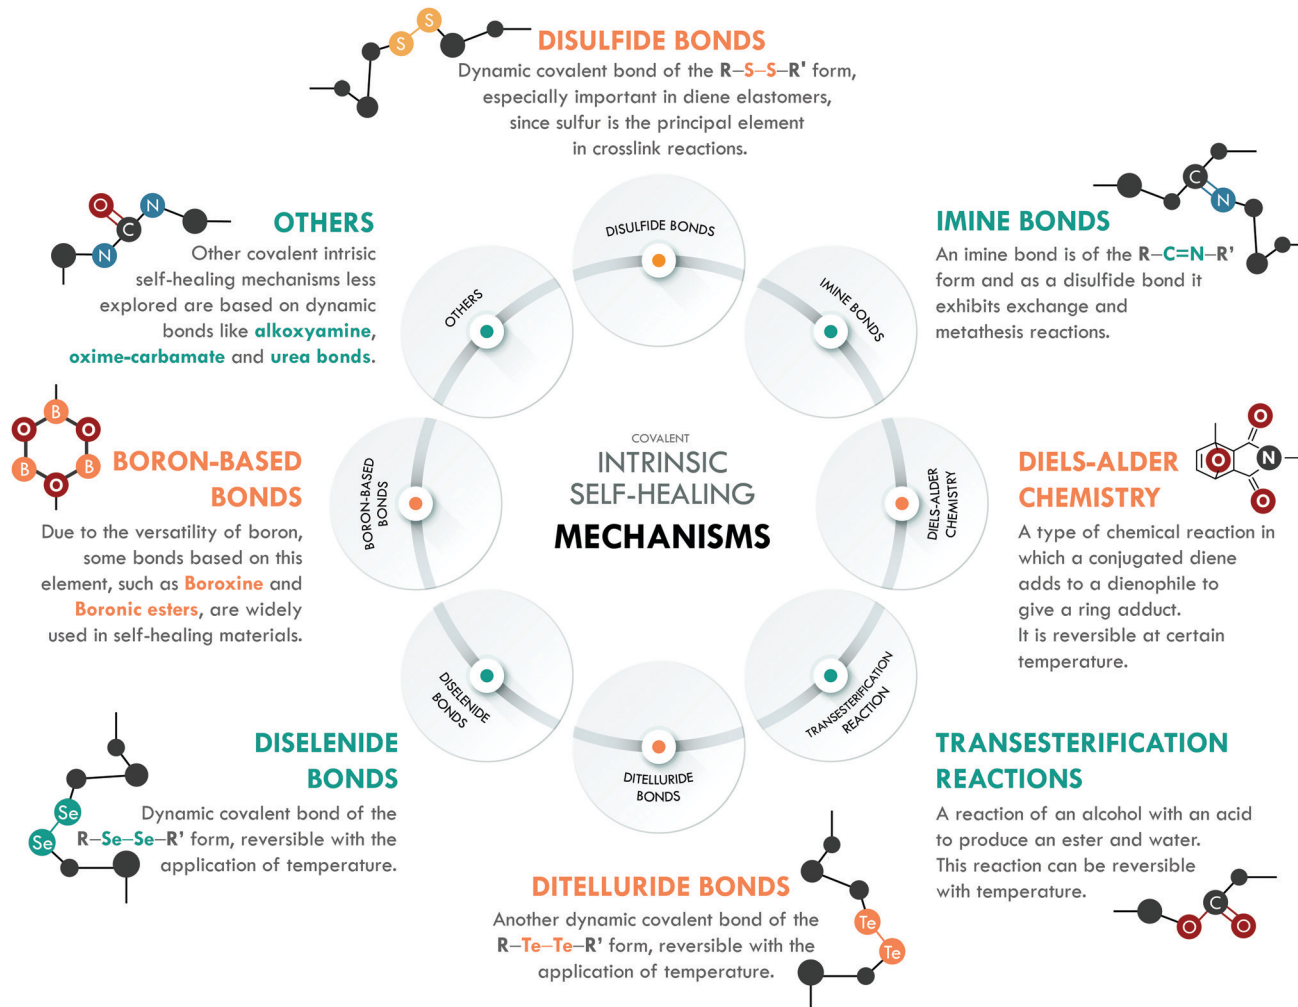 S
S
DISULFIDE BONDS
Dynamic covalent bond of the R–S–S–R' form,
especially important in diene elastomers,
since sulfur is the principal element
in crosslink reactions.
C
N
IMINE BONDS
An imine bond is of the R–C=N–R’
form and as a disulfide bond it
exhibits exchange and
metathesis reactions.
O
O
N
O
DIELS-ALDER
CHEMISTRY
A type of chemical reaction in
which a conjugated diene
adds to a dienophile to
give a ring adduct.
It is reversible at certain
temperature.
TRANSESTERIFICATION
REACTIONS
A reaction of an alcohol with an acid
to produce an ester and water.
This reaction can be reversible
with temperature.
C
O
O
DITELLURIDE BONDS
Another dynamic covalent bond of the
R–Te–Te–R’ form, reversible with the
application of temperature.
Te
Te
DISELENIDE
BONDS
Dynamic covalent bond of the
R–Se–Se–R’ form, reversible with the
application of temperature.
Se
Se
B
O
O
B
B
O
BORON-BASED
BONDS
Due to the versatility of boron,
some bonds based on this
element, such as Boroxine and
Boronic esters, are widely
used in self-healing materials.
O
N
C
N
OTHERS
Other covalent intrisic
self-healing mechanisms less
explored are based on dynamic
bonds like alkoxyamine,
oxime-carbamate and urea bonds.
DISULFIDE BONDS
IMINE BONDS
DIELS-ALDER
CHEMISTRY
TRANSESTERIFICATION
REACTION
DITELLURIDE
BONDS
DISELENIDE
BONDS
BORON-BASED
BONDS
OTHERS
COVALENT
INTRINSIC
SELF-HEALING
MECHANISMS